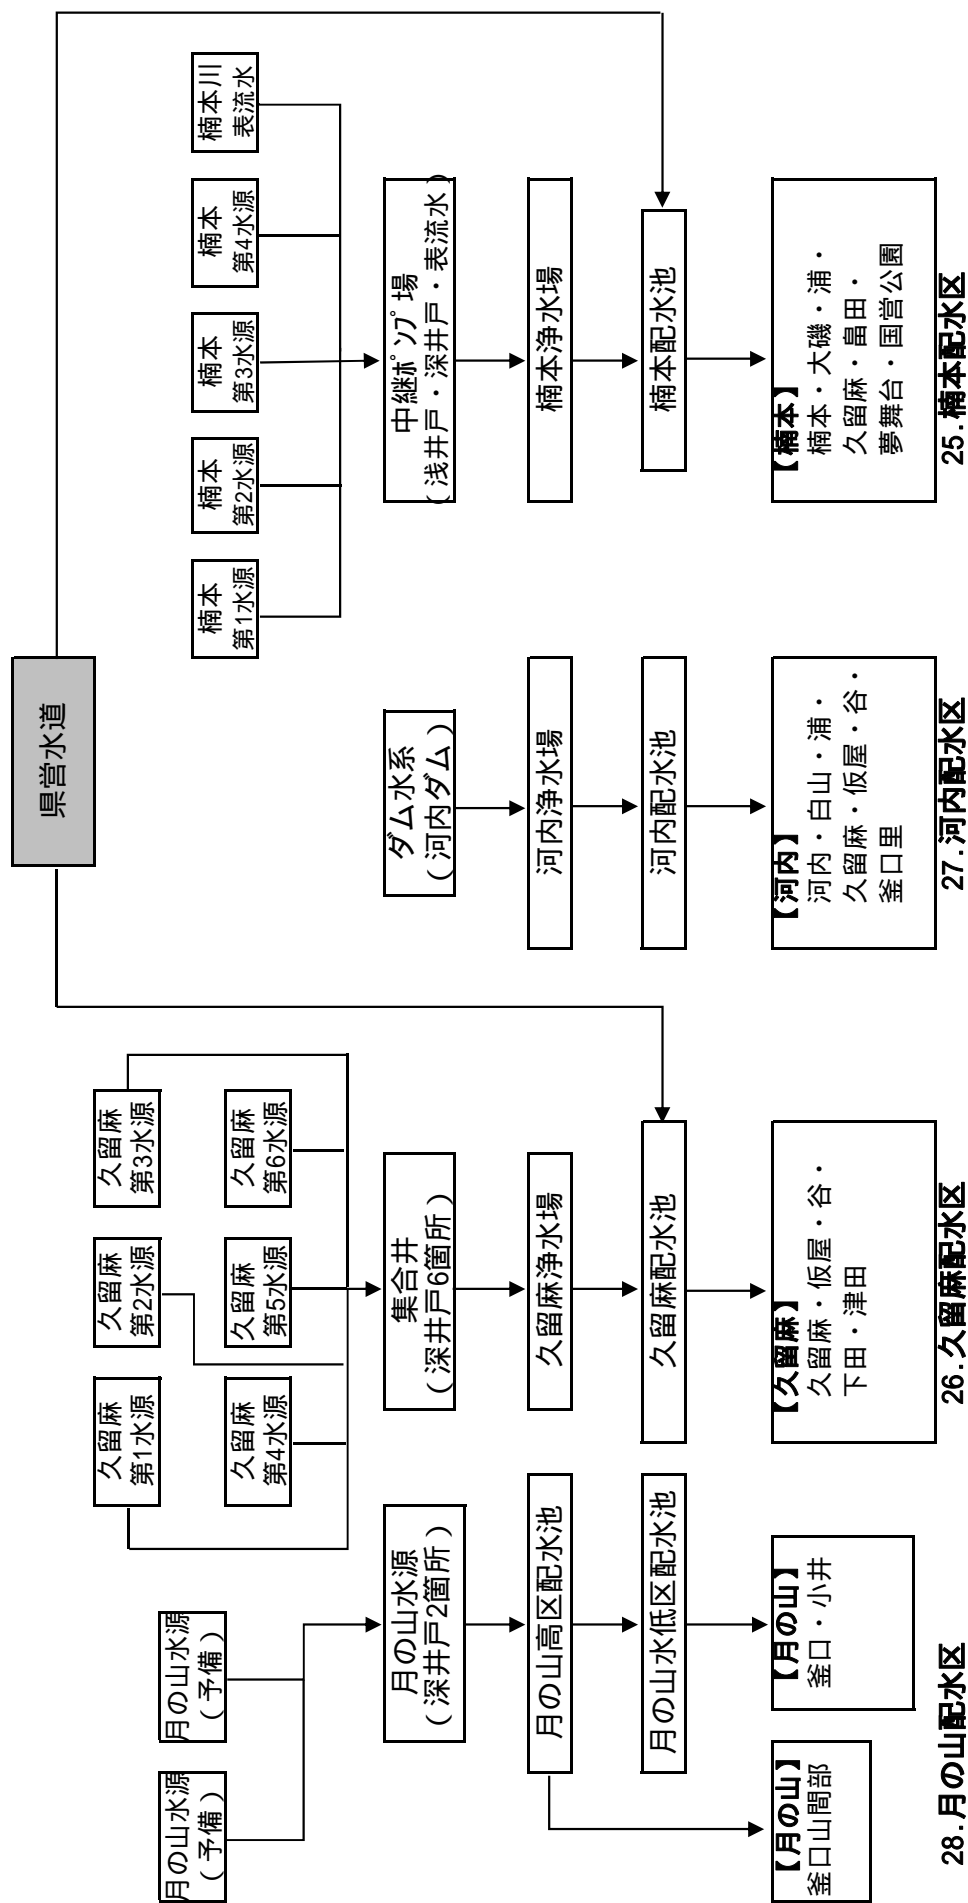 県営水道
久留麻
第1水源
久留麻
第2水源
久留麻
第3水源
月の山水源
(予備)
月の山水源
(予備)
久留麻
第4水源
久留麻
第5水源
久留麻
第6水源
楠本
第1水源
楠本
第2水源
楠本
第3水源
楠本
第4水源
楠本川
表流水
月の山水源
(深井戸2箇所)
集合井
(深井戸6箇所)
ダム水系
(河内ダム)
中継ﾎﾟﾝﾌﾟ場
(浅井戸・深井戸・表流水)
月の山高区配水池
久留麻浄水場
河内浄水場
楠本浄水場
月の山水低区配水池
久留麻配水池
河内配水池
楠本配水池
【月の山】
釜口山間部
【月の山】
釜口・小井
【久留麻】
久留麻・仮屋・谷・
下田・津田
【河内】
河内・白山・浦・
久留麻・仮屋・谷・
釜口里
【楠本】
楠本・大磯・浦・
久留麻・畠田・
夢舞台・国営公園
28.月の山配水区
26.久留麻配水区
27.河内配水区
25.楠本配水区